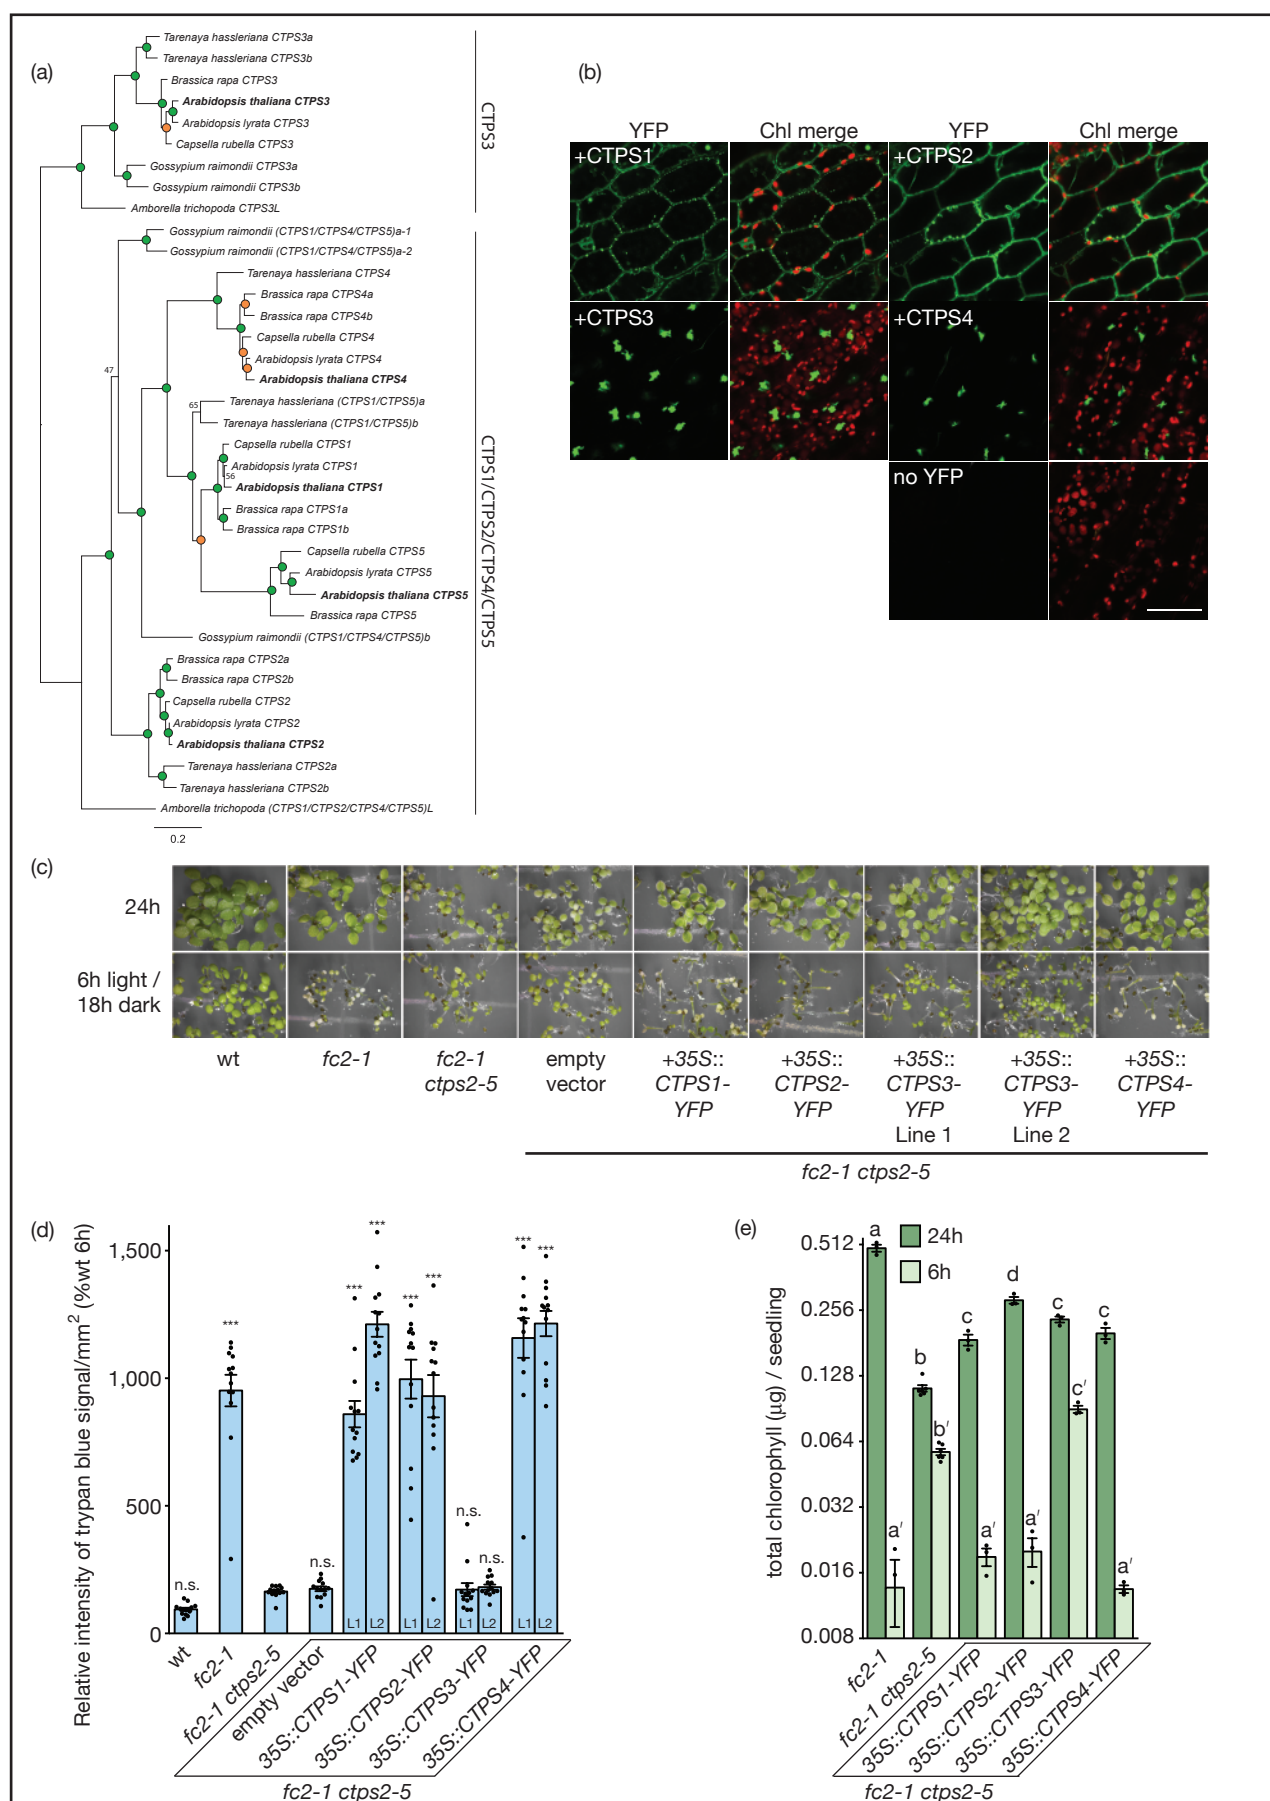 (a)
Tarenaya hassleriana CTPS3a
Tarenaya hassleriana CTPS3b
Brassica rapa CTPS3
Arabidopsis thaliana CTPS3
Arabidopsis lyrata CTPS3
Capsella rubella CTPS3
Gossypium raimondii CTPS3a
Gossypium raimondii CTPS3b
Amborella trichopoda CTPS3L
CTPS3
Gossypium raimondii (CTPS1/CTPS4/CTPS5)a-1
Gossypium raimondii (CTPS1/CTPS4/CTPS5)a-2
Tarenaya hassleriana CTPS4
Brassica rapa CTPS4a
Brassica rapa CTPS4b
Capsella rubella CTPS4
Arabidopsis lyrata CTPS4
47
Arabidopsis thaliana CTPS4
65
Tarenaya hassleriana (CTPS1/CTPS5)a
Tarenaya hassleriana (CTPS1/CTPS5)b
Capsella rubella CTPS1
Arabidopsis lyrata CTPS1
56
Arabidopsis thaliana CTPS1
Brassica rapa CTPS1a
Brassica rapa CTPS1b
Capsella rubella CTPS5
Arabidopsis lyrata CTPS5
Arabidopsis thaliana CTPS5
Brassica rapa CTPS5
Gossypium raimondii (CTPS1/CTPS4/CTPS5)b
Brassica rapa CTPS2a
Brassica rapa CTPS2b
Capsella rubella CTPS2
Arabidopsis lyrata CTPS2
Arabidopsis thaliana CTPS2
Tarenaya hassleriana CTPS2a
Tarenaya hassleriana CTPS2b
Amborella trichopoda (CTPS1/CTPS2/CTPS4/CTPS5)L
CTPS1/CTPS2/CTPS4/CTPS5
0.2
(b)
YFP Chl merge YFP Chl merge
+CTPS1 +CTPS2
+CTPS3 +CTPS4
no YFP
(c)
24h
6h light /
18h dark
wt fc2-1 fc2-1 empty +35S:: +35S:: +35S:: +35S:: +35S::
ctps2-5 vector CTPS1- CTPS2- CTPS3- CTPS3- CTPS4-
YFP YFP YFP YFP YFP
Line 1 Line 2
fc2-1 ctps2-5
(d)
Relative intensity of trypan blue signal/mm² (%wt 6h)
1,500
1,000
500
0
n.s. *** n.s. *** *** *** *** n.s. n.s. *** ***
L1 L2 L1 L2 L1 L2 L1 L2
wt
fc2-1
fc2-1 ctps2-5
empty vector
35S::CTPS1-YFP
35S::CTPS2-YFP
35S::CTPS3-YFP
35S::CTPS4-YFP
fc2-1 ctps2-5
(e)
total chlorophyll (µg) / seedling
0.512
0.256
0.128
0.064
0.032
0.016
0.008
24h
6h
a a′ b b′ c a′ d a′ c c′ c a′
fc2-1
fc2-1 ctps2-5
35S::CTPS1-YFP
35S::CTPS2-YFP
35S::CTPS3-YFP
35S::CTPS4-YFP
fc2-1 ctps2-5